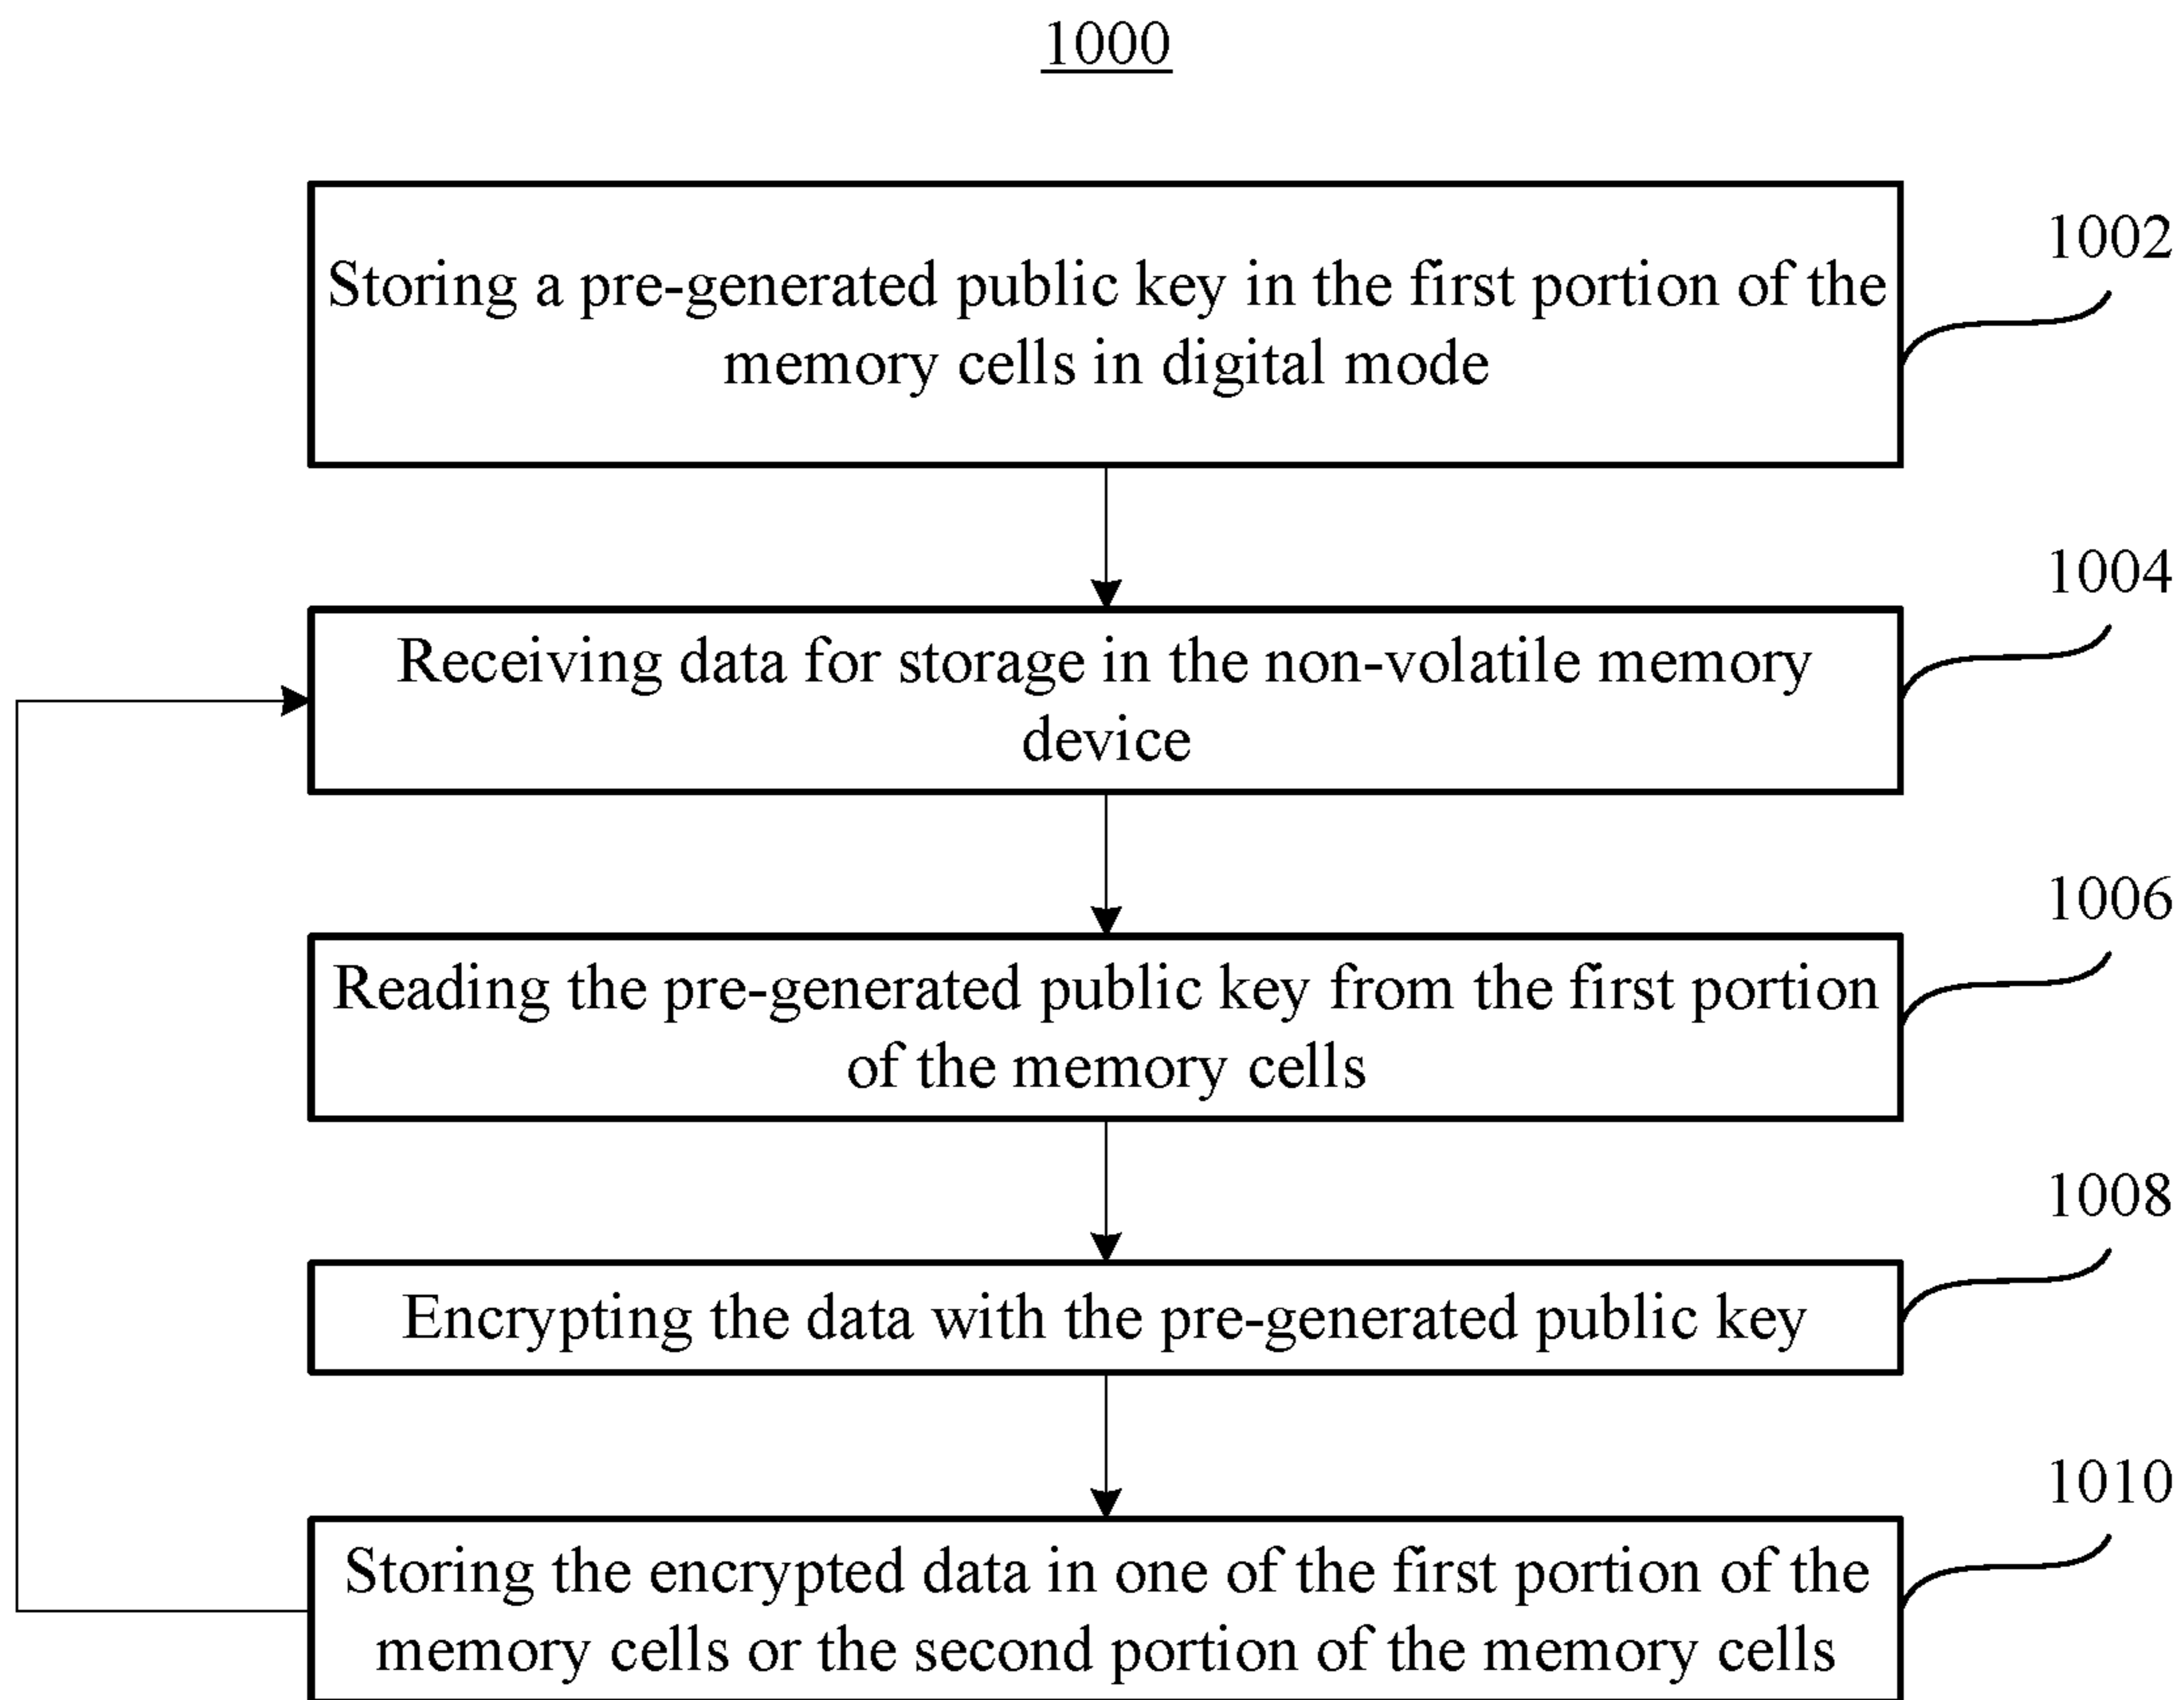 1000
1002
Storing a pre-generated public key in the first portion of the
memory cells in digital mode
1004
Receiving data for storage in the non-volatile memory
device
1006
Reading the pre-generated public key from the first portion
of the memory cells
1008
Encrypting the data with the pre-generated public key
1010
Storing the encrypted data in one of the first portion of the
memory cells or the second portion of the memory cells